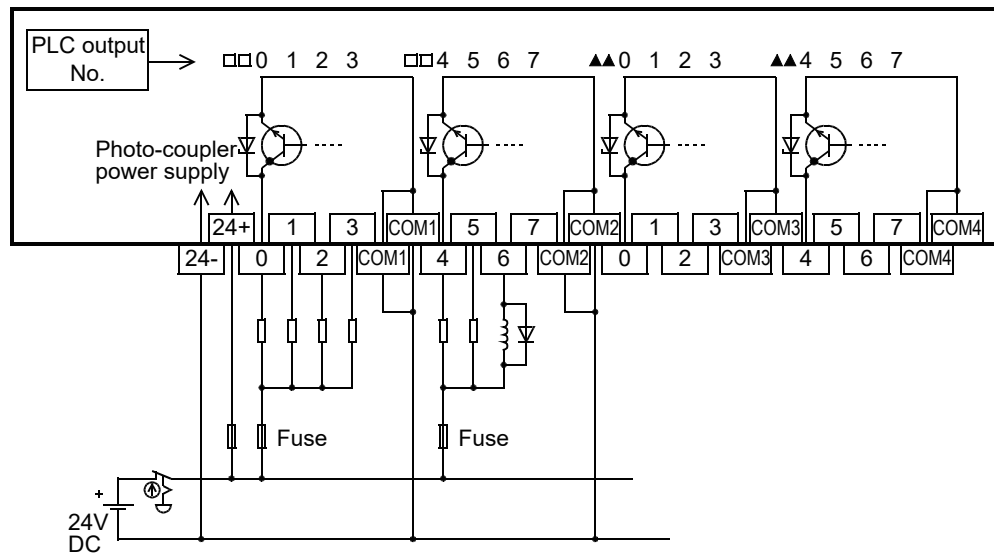 PLC output
No.
□□0 1 2 3 □□4 5 6 7 ▲▲0 1 2 3 ▲▲4 5 6 7
Photo-coupler
power supply
24+ 1 3 COM1 5 7 COM2 1 3 COM3 5 7 COM4
24- 0 2 COM1 4 6 COM2 0 2 COM3 4 6 COM4
Fuse Fuse
+
24V
DC